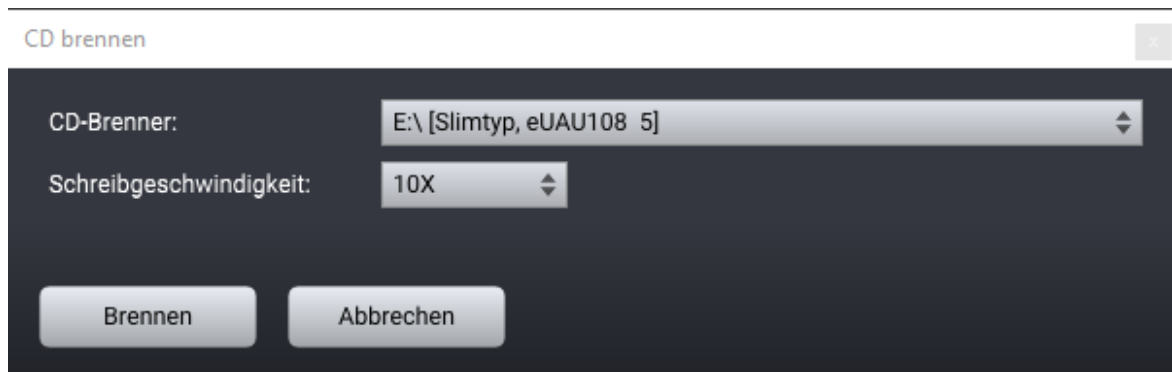 CD brennen
x
CD-Brenner: E:\ [Slimtyp, eUAU108  5]
Schreibgeschwindigkeit: 10X
Brennen Abbrechen